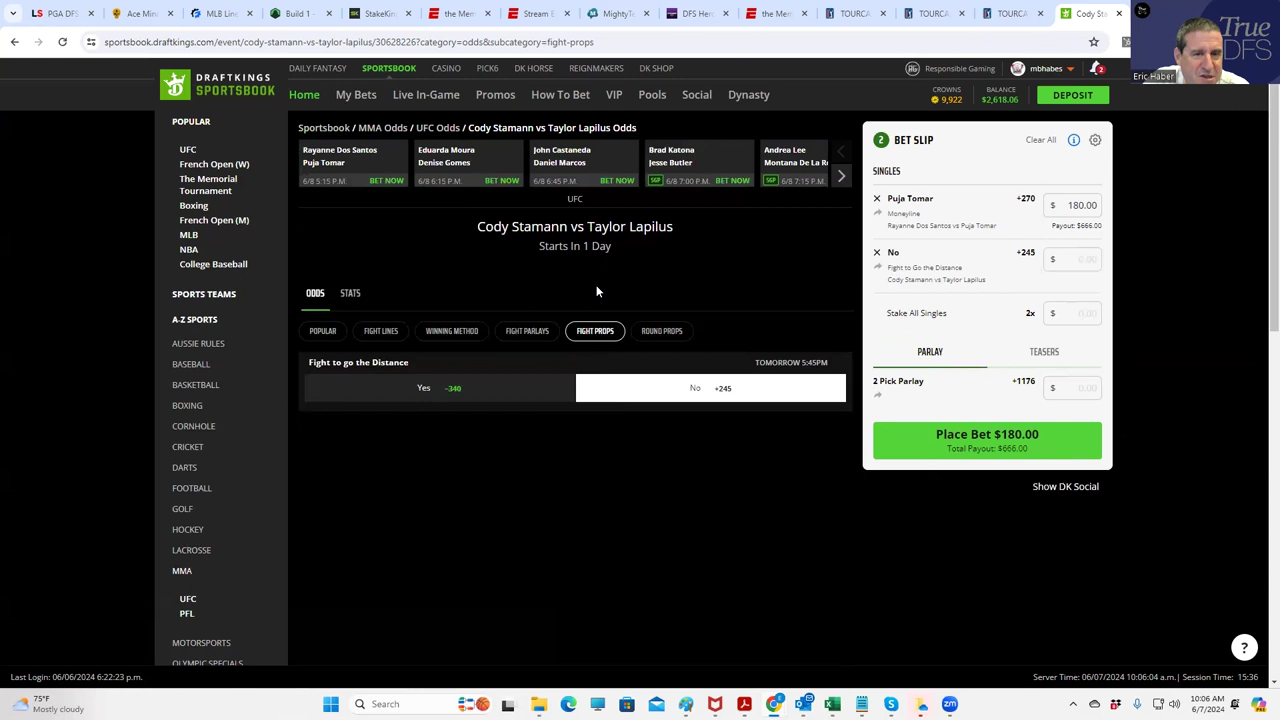 PGA DFS
Ace Min
MLB Line
Build 1 -
StakeKin
the Mem
Stream E
MightyT
DFS Her
the Mem
TOURCA
TOURCA
TOURCA
Cody Sta
sportsbook.draftkings.com/event/cody-stamann-vs-taylor-lapilus/30628226?category=odds&subcategory=fight-props
True
DFS
Eric Haber
DRAFTKINGS
SPORTSBOOK
DAILY FANTASY SPORTSBOOK CASINO PICK6 DK HORSE REIGNMAKERS DK SHOP
Responsible Gaming mbhabes 2
Home My Bets Live In-Game Promos How To Bet VIP Pools Social Dynasty
CROWNS BALANCE
9,922 $2,618.06
DEPOSIT
POPULAR
UFC
French Open (W)
The Memorial
Tournament
Boxing
French Open (M)
MLB
NBA
College Baseball
SPORTS TEAMS
A-Z SPORTS
AUSSIE RULES
BASEBALL
BASKETBALL
BOXING
CORNHOLE
CRICKET
DARTS
FOOTBALL
GOLF
HOCKEY
LACROSSE
MMA
UFC
PFL
MOTORSPORTS
OLYMPIC SPECIALS
Sportsbook / MMA Odds / UFC Odds / Cody Stamann vs Taylor Lapilus Odds
Rayanne Santos
Puja Tomar
6/8 5:15 P.M. BET NOW
Eduarda Moura
Denise Gomes
6/8 6:15 P.M. BET NOW
John Castaneda
Daniel Marcos
6/8 6:45 P.M. BET NOW
Brad Katona
Jesse Butler
SGP 6/8 7:00 P.M. BET NOW
Andrea Lee
Montana De La R
SGP 6/8 7:15 P.M. BET NOW
UFC
Cody Stamann vs Taylor Lapilus
Starts In 1 Day
ODDS STATS
POPULAR FIGHT LINES WINNING METHOD FIGHT PARLAYS FIGHT PROPS ROUND PROPS
Fight to go the Distance TOMORROW 5:45PM
Yes -340 No +245
2 BET SLIP Clear All
SINGLES
Puja Tomar +270 $ 180.00
Moneyline
Rayanne Dos Santos vs Puja Tomar Payout: $666.00
No +245 $ 0.00
Fight to Go the Distance
Cody Stamann vs Taylor Lapilus
Stake All Singles 2x $ 0.00
PARLAY TEASERS
2 Pick Parlay +1176 $ 0.00
Place Bet $180.00
Total Payout: $666.00
Show DK Social
?
Last Login: 06/06/2024 6:22:23 p.m. Server Time: 06/07/2024 10:06:04 a.m.| Session Time: 15:36
75°F
Mostly cloudy
Search
10:06 AM
6/7/2024